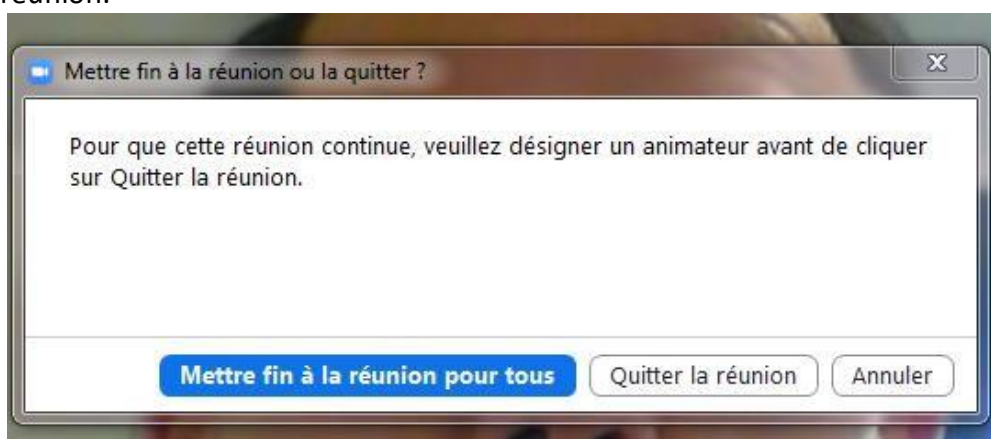 réunion.
Mettre fin à la réunion ou la quitter ?
Pour que cette réunion continue, veuillez désigner un animateur avant de cliquer
sur Quitter la réunion.
Mettre fin à la réunion pour tous Quitter la réunion Annuler